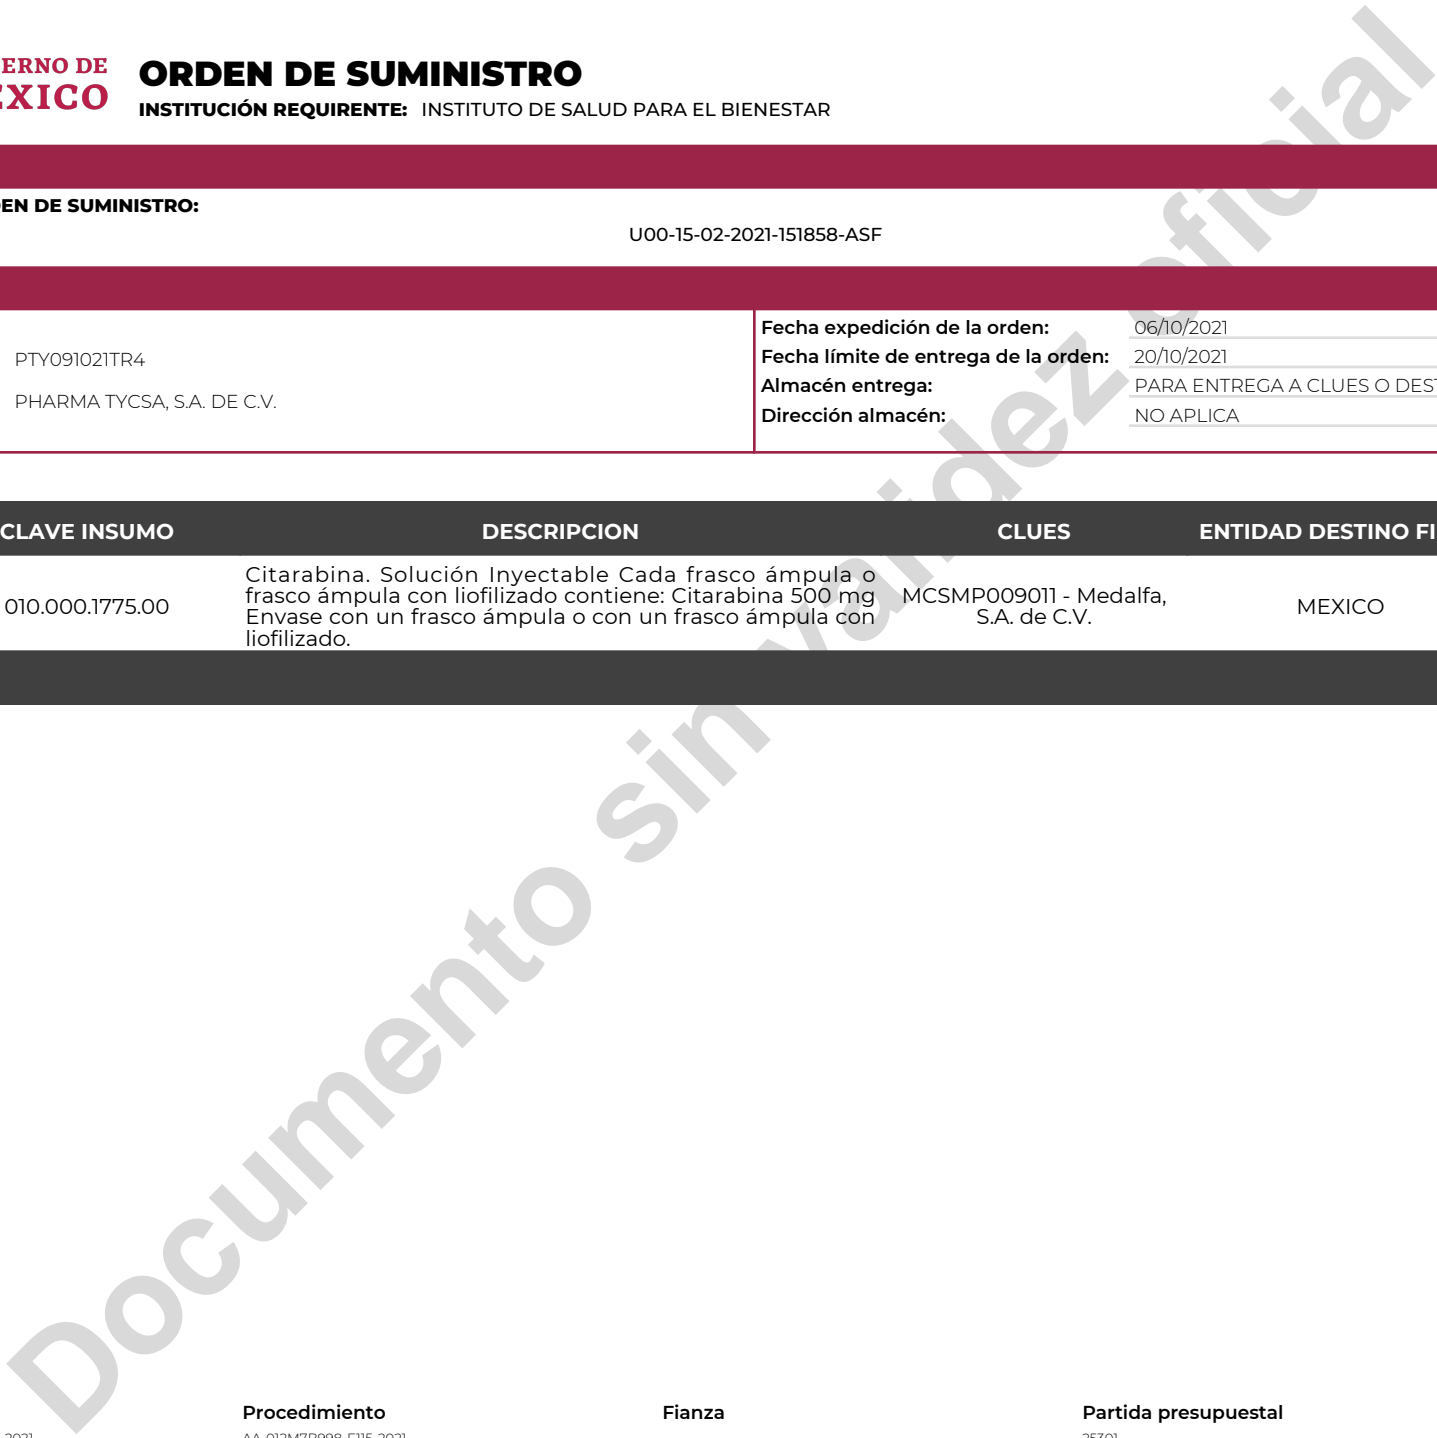 ERNO DE
EXICO
ORDEN DE SUMINISTRO
INSTITUCIÓN REQUIRENTE: INSTITUTO DE SALUD PARA EL BIENESTAR
EN DE SUMINISTRO:
U00-15-02-2021-151858-ASF
PTY091021TR4
PHARMA TYCSA, S.A. DE C.V.
Fecha expedición de la orden: 06/10/2021
Fecha límite de entrega de la orden: 20/10/2021
Almacén entrega: PARA ENTREGA A CLUES O DEST
Dirección almacén: NO APLICA
CLAVE INSUMO DESCRIPCION CLUES ENTIDAD DESTINO FI
010.000.1775.00
Citarabina. Solución Inyectable Cada frasco ámpula o
frasco ámpula con liofilizado contiene: Citarabina 500 mg
Envase con un frasco ámpula o con un frasco ámpula con
liofilizado.
MCSMP009011 - Medalfa,
S.A. de C.V.
MEXICO
Documento sin validez oficial
Procedimiento Fianza Partida presupuestal